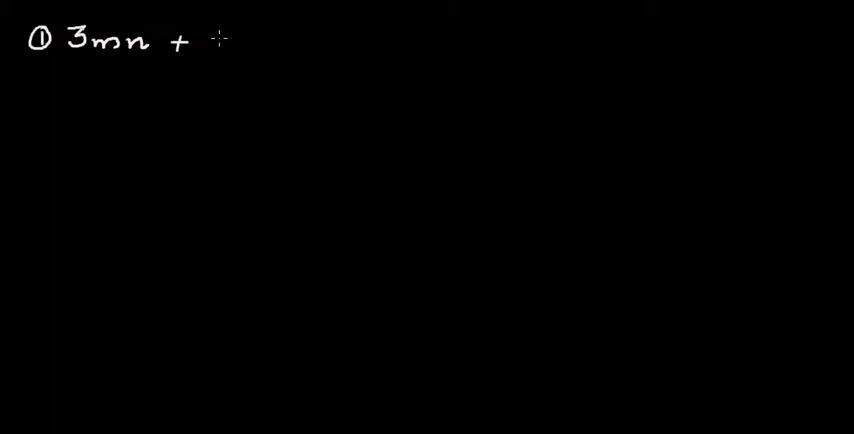 ① 3mn +